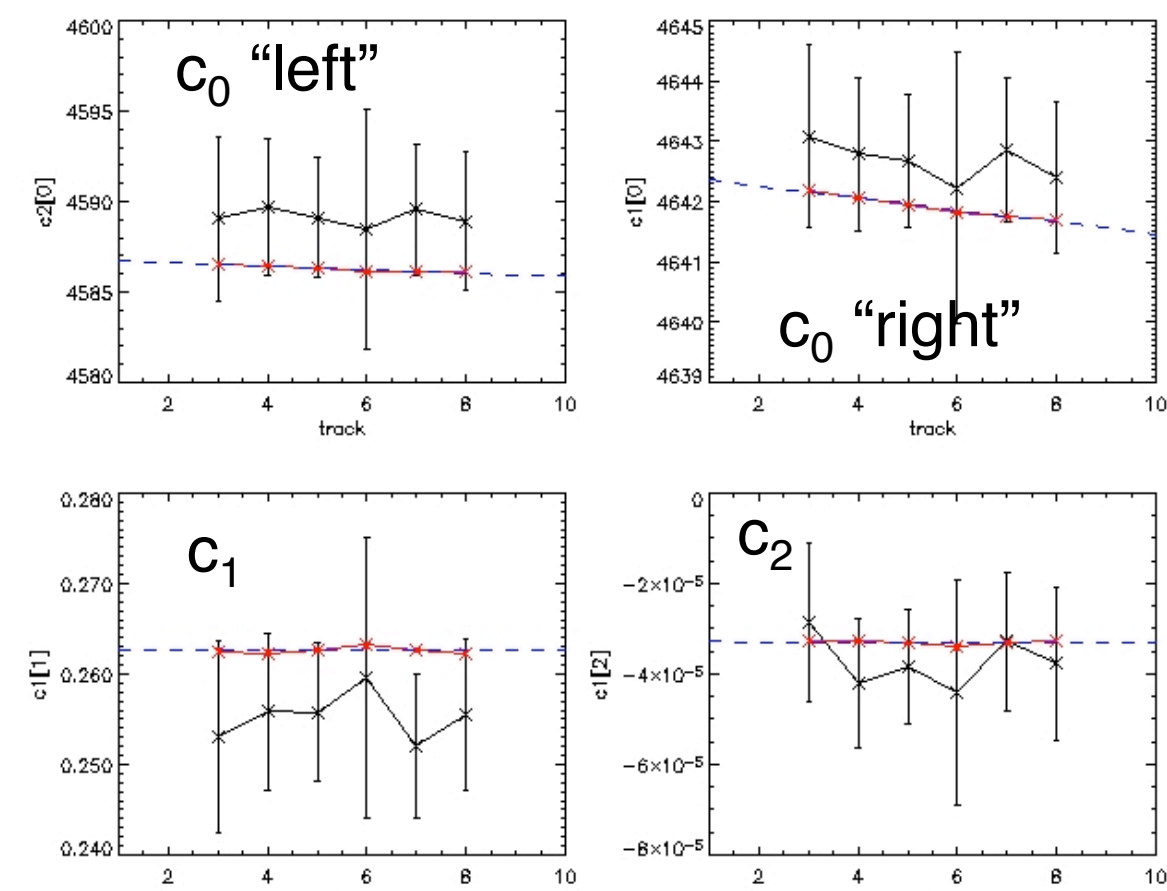 4600
4595
4590
4585
4580
c2[0]
c0 “left”
2 4 6 8 10
track
4645
4644
4643
4642
4641
4640
4639
c1[0]
c0 “right”
2 4 6 8 10
track
0.280
0.270
0.260
0.250
0.240
c1[1]
c1
2 4 6 8 10
0
−2×10⁻⁵
−4×10⁻⁵
−6×10⁻⁵
−8×10⁻⁵
c1[2]
c2
2 4 6 8 10